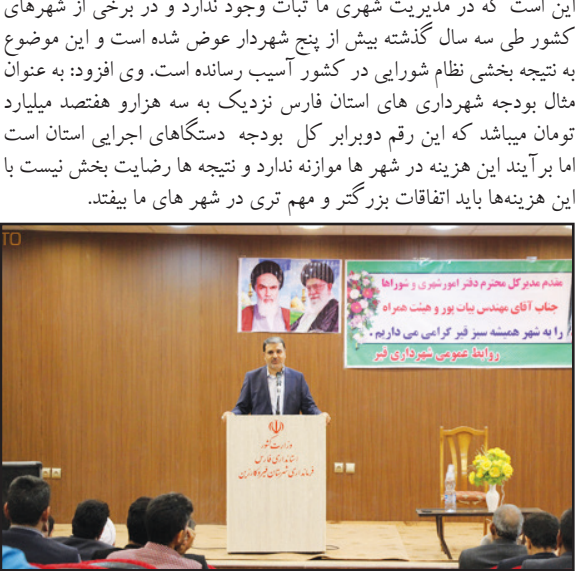 این است که در مدیریت شهری ما ثبات وجود ندارد و در برخی از شهرهای
کشور طی سه سال گذشته بیش از پنج شهردار عوض شده است و این موضوع
به نتیجه بخشی نظام شورایی در کشور آسیب رسانده است. وی افزود: به عنوان
مثال بودجه شهرداری های استان فارس نزدیک به سه هزارو هفتصد میلیارد
تومان میباشد که این رقم دوبرابر کل بودجه دستگاهای اجرایی استان است
اما برآیند این هزینه در شهر ها موازنه ندارد و نتیجه ها رضایت بخش نیست با
این هزینه‌ها باید اتفاقات بزرگتر و مهم تری در شهر های ما بیفتد.
TO
مقدم مدیرکل محترم دفتر امورشهری و شوراها
جناب آقای مهندس بیات پور و هیئت همراه
را به شهر همیشه سبز قیر گرامی می داریم.
روابط عمومی شهرداری قیر
وزارت کشور
استانداری فارس
فرمانداری شهرستان قیروکارزین